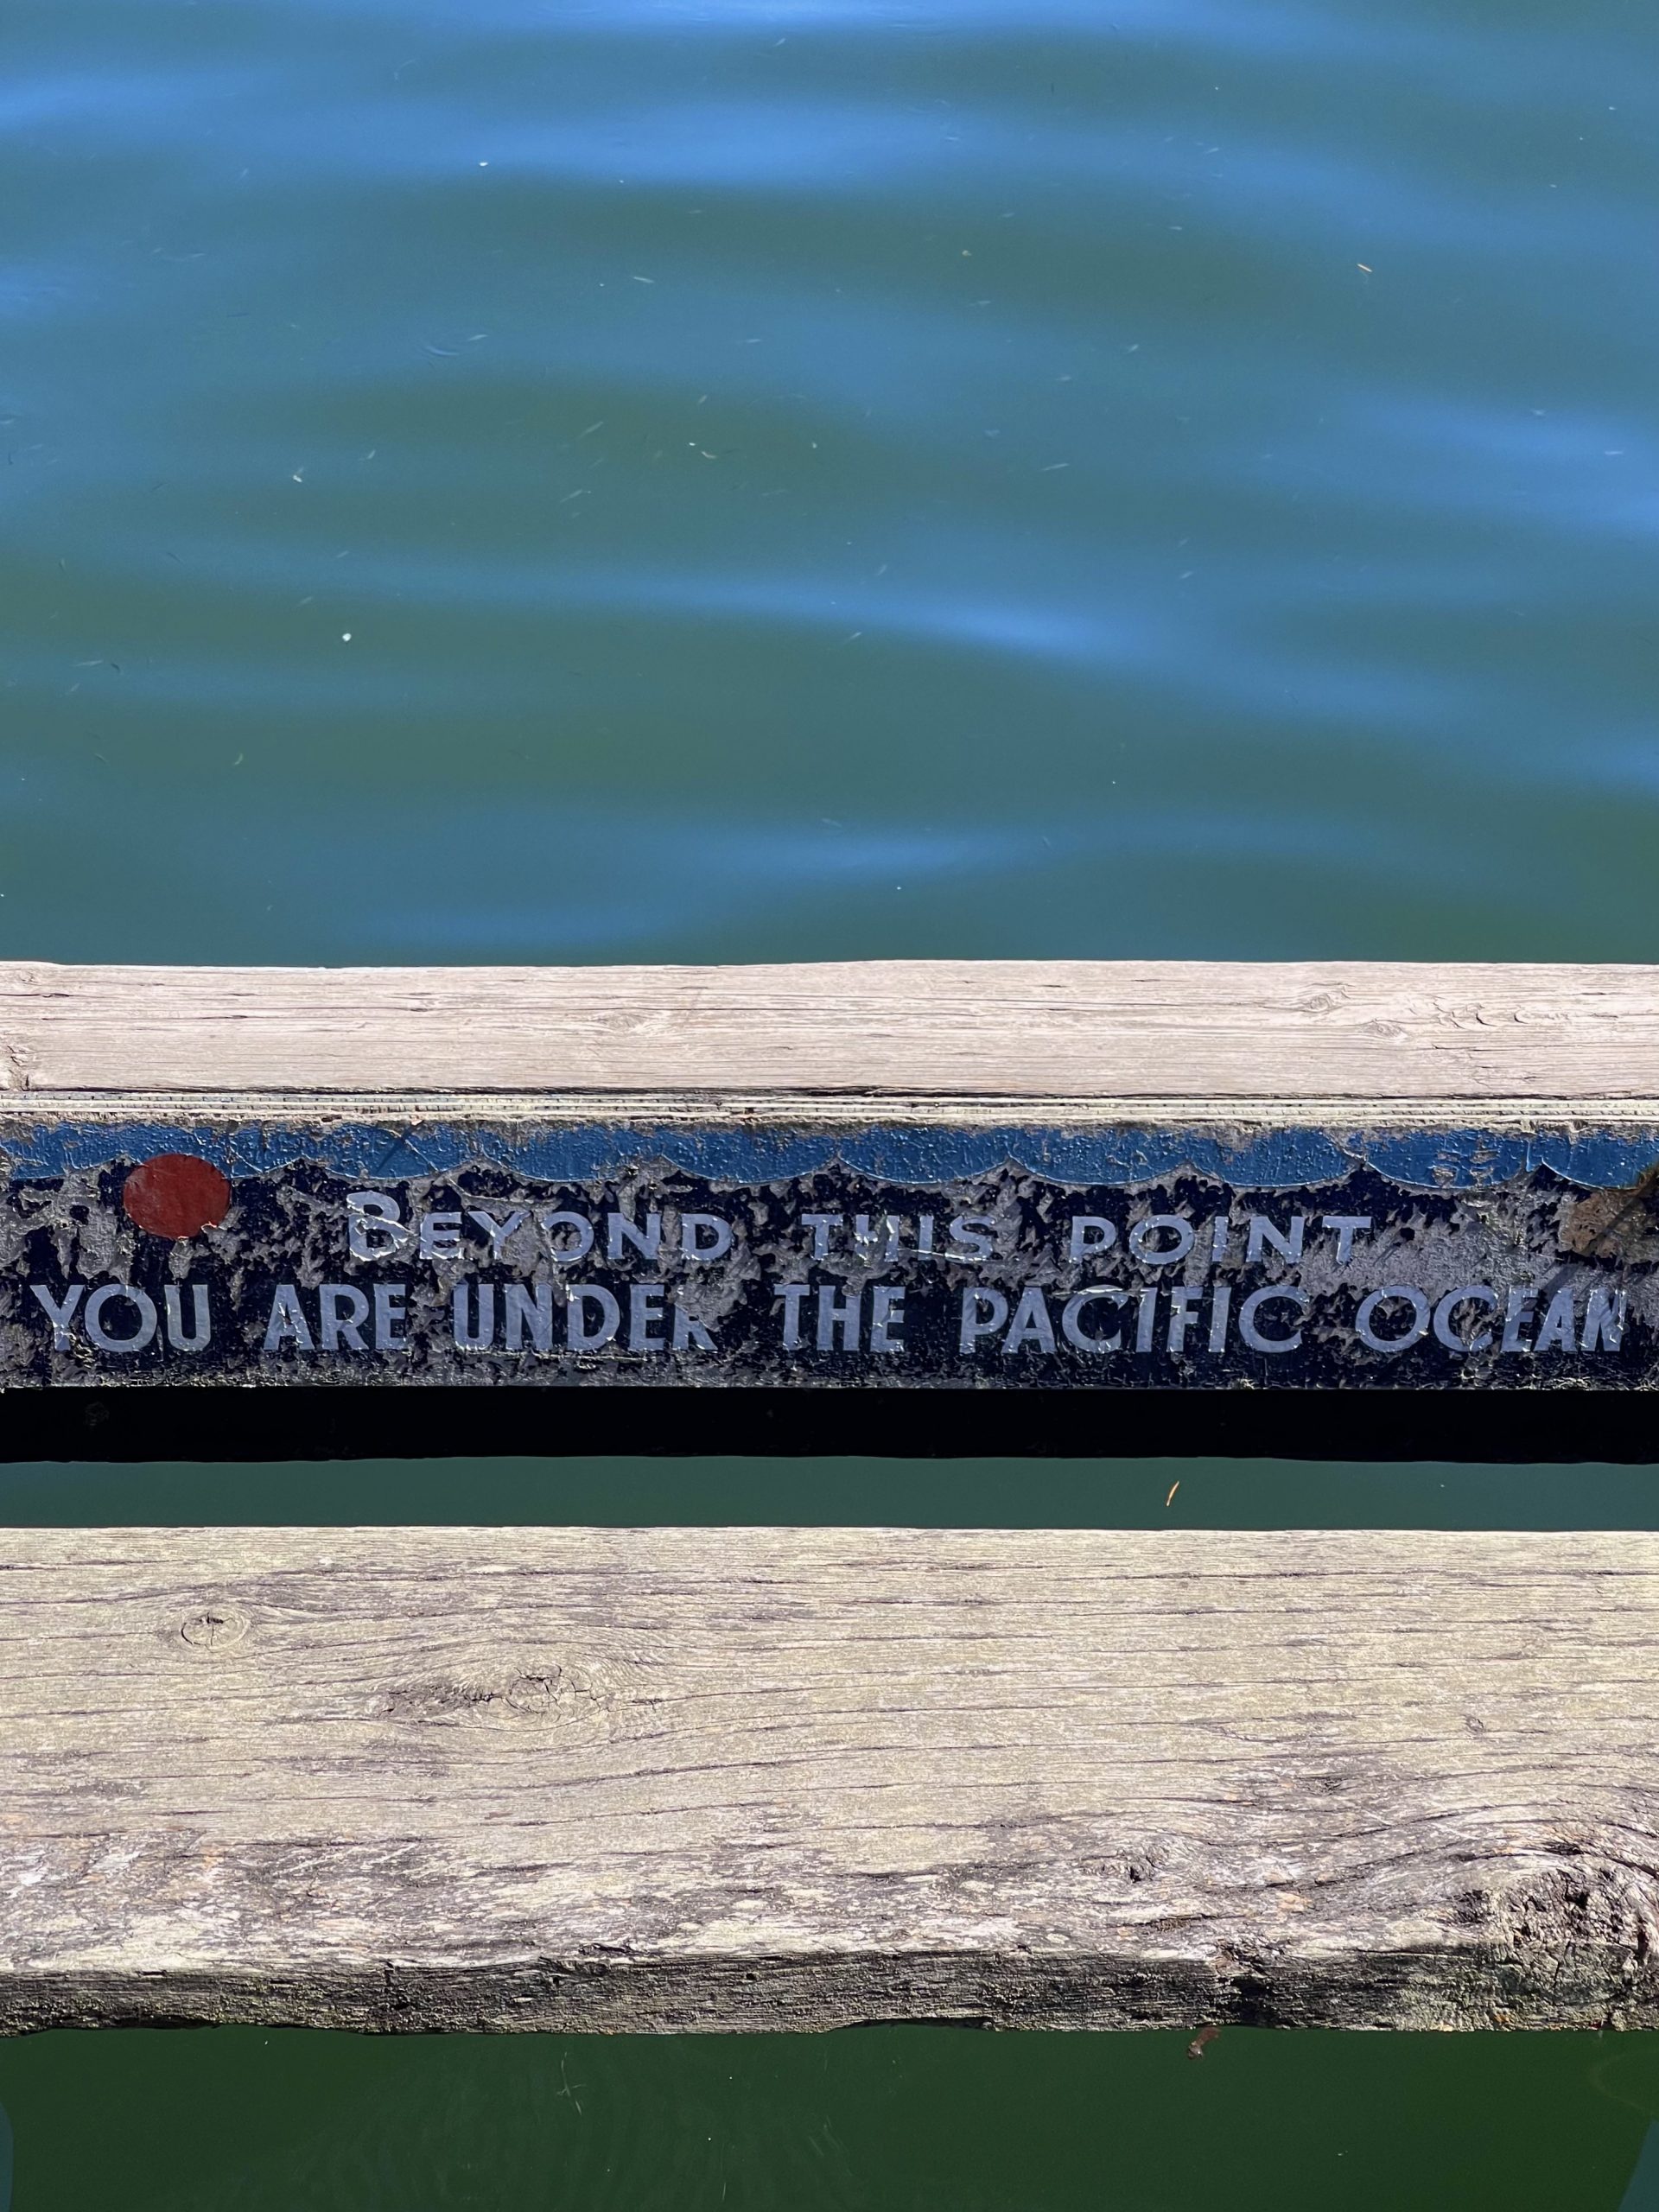 BEYOND THIS POINT
YOU ARE UNDER THE PACIFIC OCEAN